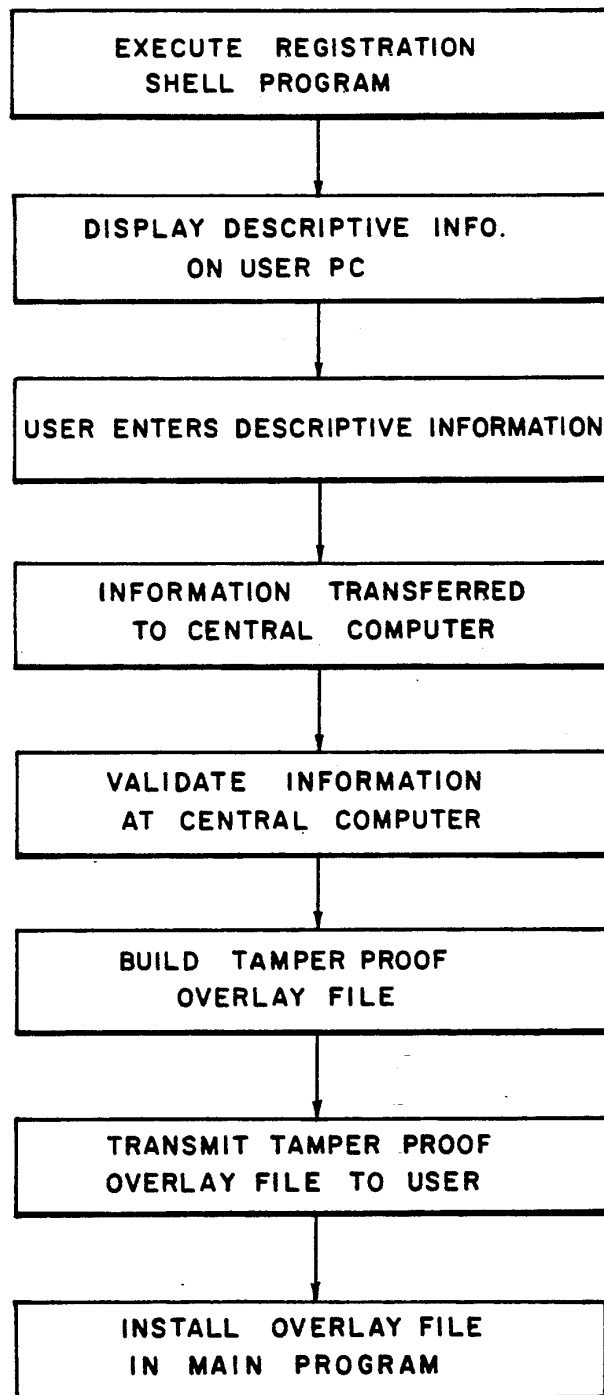 EXECUTE REGISTRATION
SHELL PROGRAM
DISPLAY DESCRIPTIVE INFO.
ON USER PC
USER ENTERS DESCRIPTIVE INFORMATION
INFORMATION TRANSFERRED
TO CENTRAL COMPUTER
VALIDATE INFORMATION
AT CENTRAL COMPUTER
BUILD TAMPER PROOF
OVERLAY FILE
TRANSMIT TAMPER PROOF
OVERLAY FILE TO USER
INSTALL OVERLAY FILE
IN MAIN PROGRAM